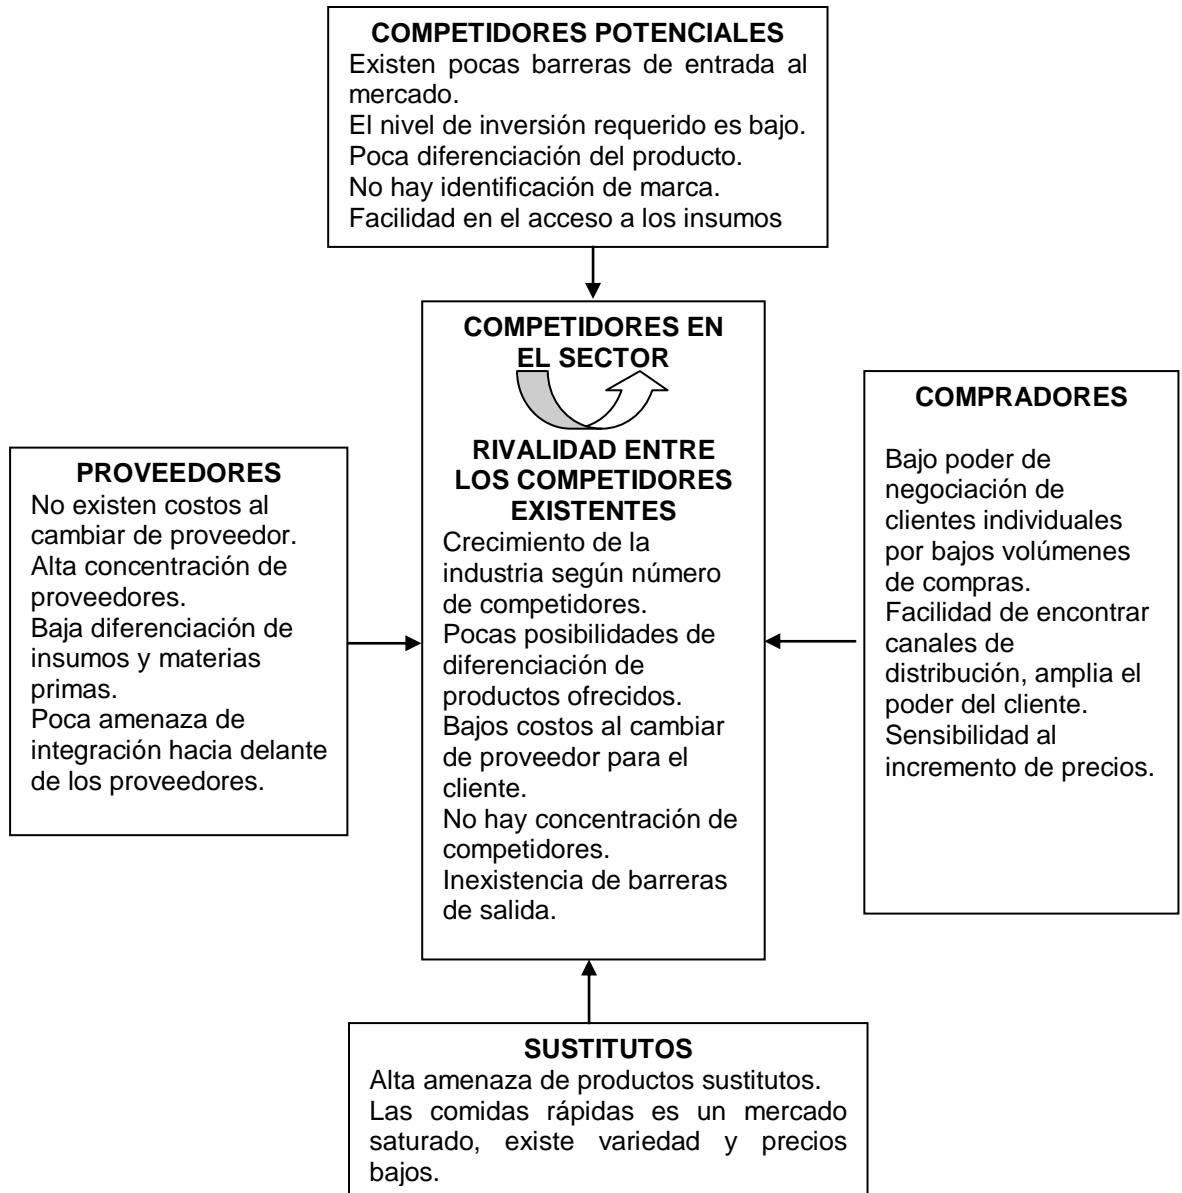 COMPETIDORES POTENCIALES
Existen pocas barreras de entrada al
mercado.
El nivel de inversión requerido es bajo.
Poca diferenciación del producto.
No hay identificación de marca.
Facilidad en el acceso a los insumos
COMPETIDORES EN
EL SECTOR
RIVALIDAD ENTRE
LOS COMPETIDORES
EXISTENTES
Crecimiento de la
industria según número
de competidores.
Pocas posibilidades de
diferenciación de
productos ofrecidos.
Bajos costos al cambiar
de proveedor para el
cliente.
No hay concentración de
competidores.
Inexistencia de barreras
de salida.
PROVEEDORES
No existen costos al
cambiar de proveedor.
Alta concentración de
proveedores.
Baja diferenciación de
insumos y materias
primas.
Poca amenaza de
integración hacia delante
de los proveedores.
COMPRADORES
Bajo poder de
negociación de
clientes individuales
por bajos volúmenes
de compras.
Facilidad de encontrar
canales de
distribución, amplia el
poder del cliente.
Sensibilidad al
incremento de precios.
SUSTITUTOS
Alta amenaza de productos sustitutos.
Las comidas rápidas es un mercado
saturado, existe variedad y precios
bajos.